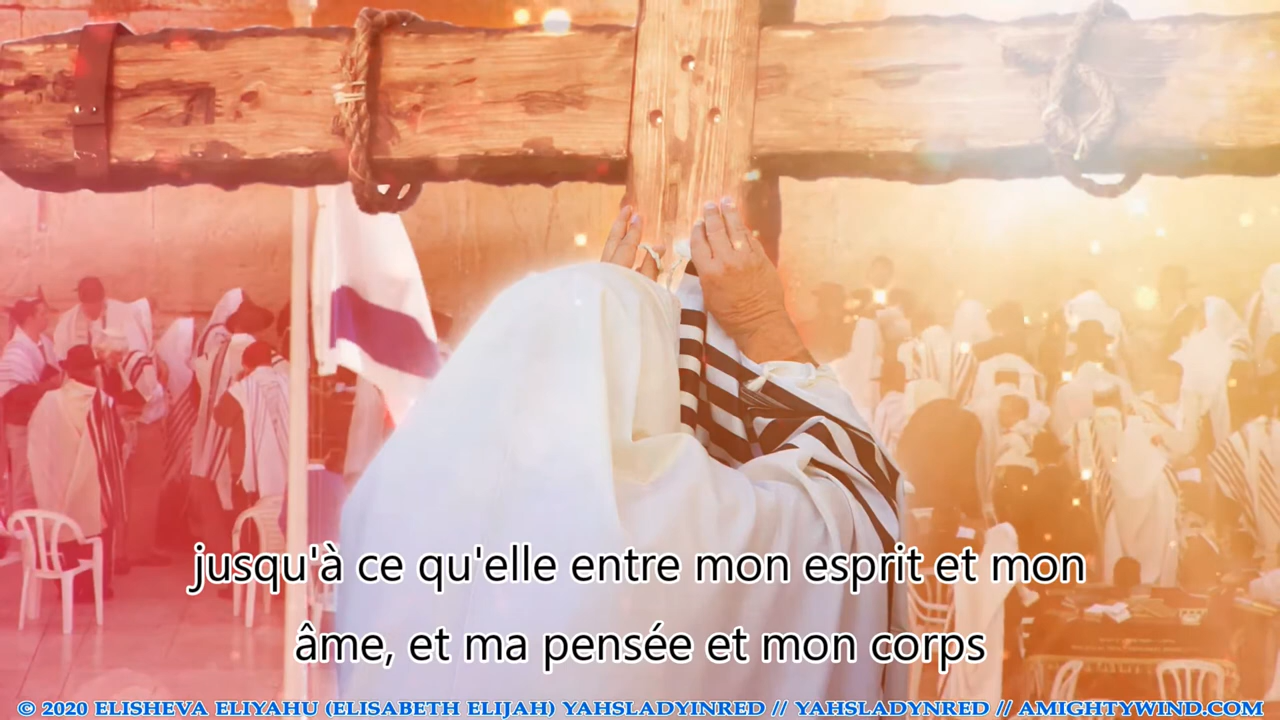 jusqu'à ce qu'elle entre mon esprit et mon
âme, et ma pensée et mon corps
© 2020 ELISHEVA ELIYAHU (ELISABETH ELIJAH) YAHSLADYINRED // YAHSLADYNRED // AMIGHTYWIND.COM